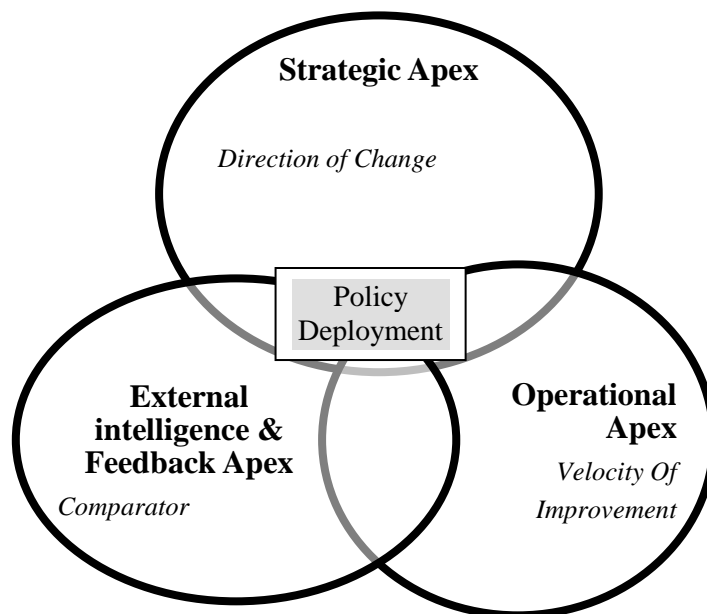 Strategic Apex
Direction of Change
Policy
Deployment
External
intelligence &
Feedback Apex
Comparator
Operational
Apex
Velocity Of
Improvement